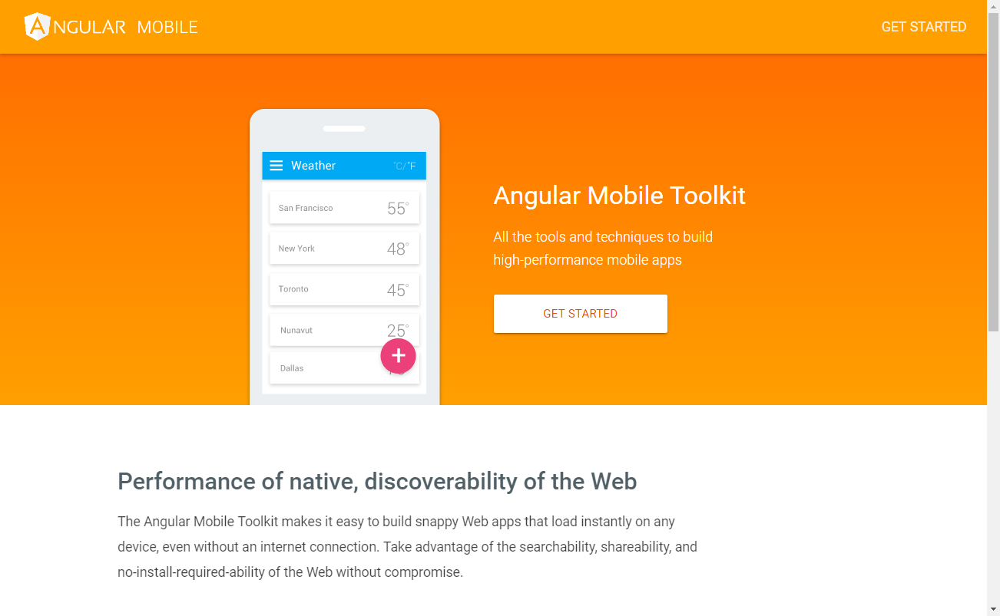 ANGULAR MOBILE
GET STARTED
Weather
°C/°F
San Francisco
55°
New York
48°
Toronto
45°
Nunavut
25°
Dallas
Angular Mobile Toolkit
All the tools and techniques to build
high-performance mobile apps
GET STARTED
Performance of native, discoverability of the Web
The Angular Mobile Toolkit makes it easy to build snappy Web apps that load instantly on any
device, even without an internet connection. Take advantage of the searchability, shareability, and
no-install-required-ability of the Web without compromise.